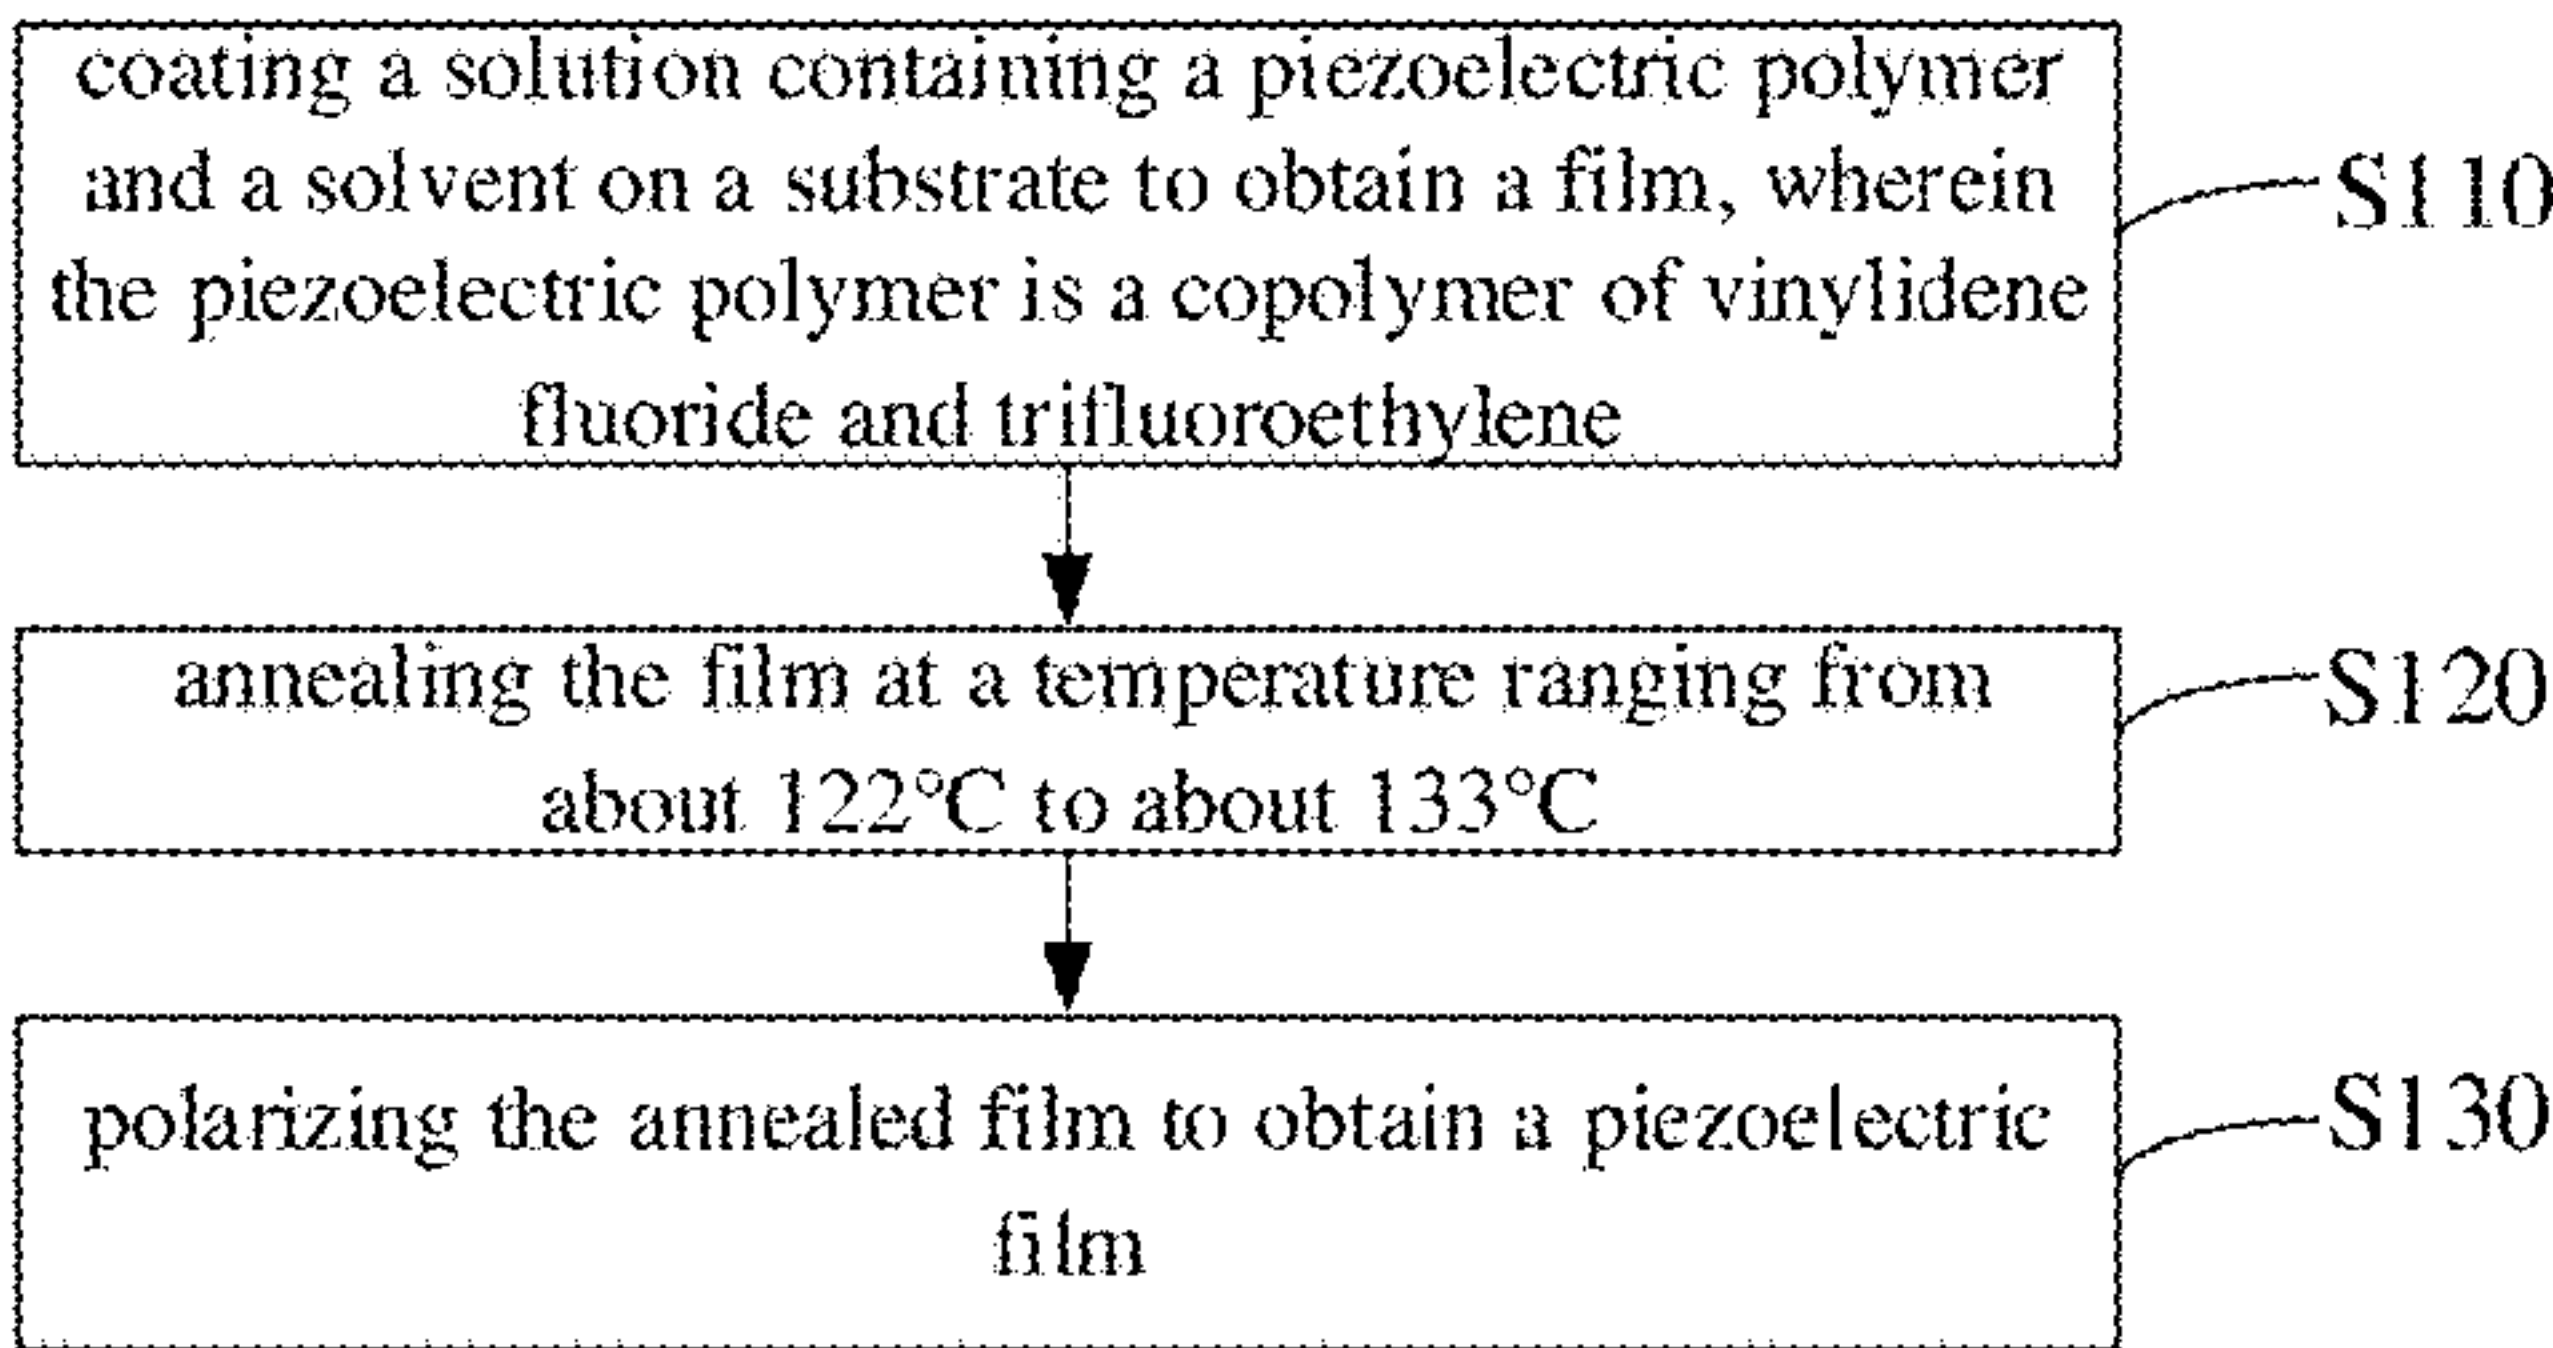 coating a solution containing a piezoelectric polymer
and a solvent on a substrate to obtain a film, wherein
the piezoelectric polymer is a copolymer of vinylidene
fluoride and trifluoroethylene
S110
annealing the film at a temperature ranging from
about 122°C to about 133°C
S120
polarizing the annealed film to obtain a piezoelectric
film
S130